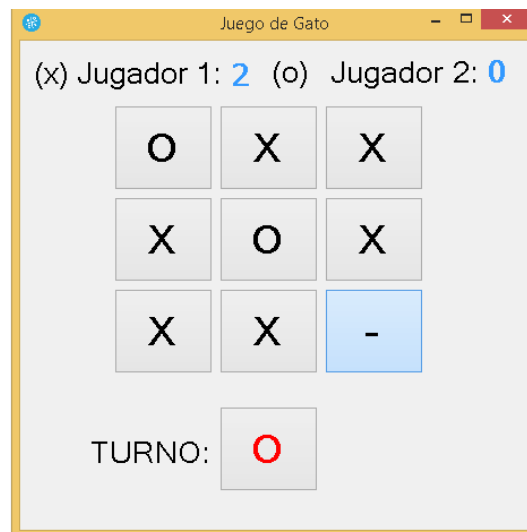 Juego de Gato
(x) Jugador 1: 2 (o) Jugador 2: 0
O X X
X O X
X X -
TURNO: O